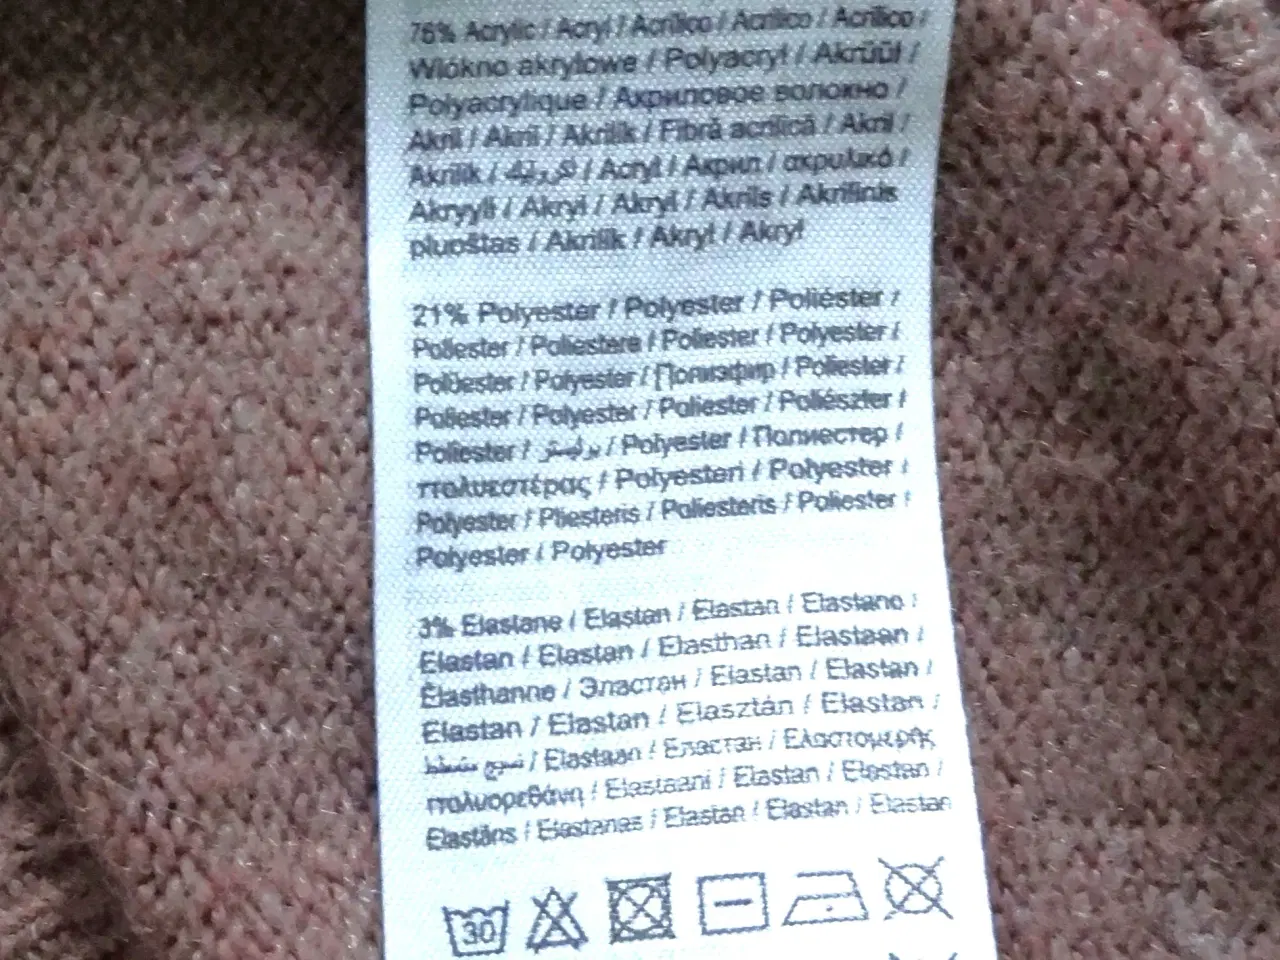 76% Acrylic / Acryl / Acrílico / Acrílico / Acrilico /
Włókno akrylowe / Polyacryl / Akrüül /
Polyacrylique / Акриловое волокно /
Akril / Akril / Akrilik / Fibră acrilică / Akril /
Akrilik / / Acryl / Акрил / ακρυλικό /
Akryyli / Akryl / Akryl / Akrils / Akrilinis
pluoštas / Akrilik / Akryl / Akryl
21% Polyester / Polyester / Poliéster /
Poliester / Poliestere / Poliester / Polyester /
Polüester / Polyester / Полиэфир / Poliester /
Poliester / Polyester / Poliester / Poliészter /
Poliester / بوليستر / Polyester / Полиестер /
πολυεστέρας / Polyesteri / Polyester /
Polyester / Pliesteris / Poliesteris / Poliester /
Polyester / Polyester
3% Elastane / Elastan / Elastán / Elastano /
Elastan / Elastan / Elasthan / Elastaan /
Élasthanne / Эластан / Elastan / Elastan /
Elastan / Elastan / Elasztán / Elastan /
نسيج مطط / Elastaan / Еластан / Ελαστομερής
πολυορεθάνη / Elastaani / Elastan / Elastan /
Elastāns / Elastanas / Elastan / Elastan / Elastan
30